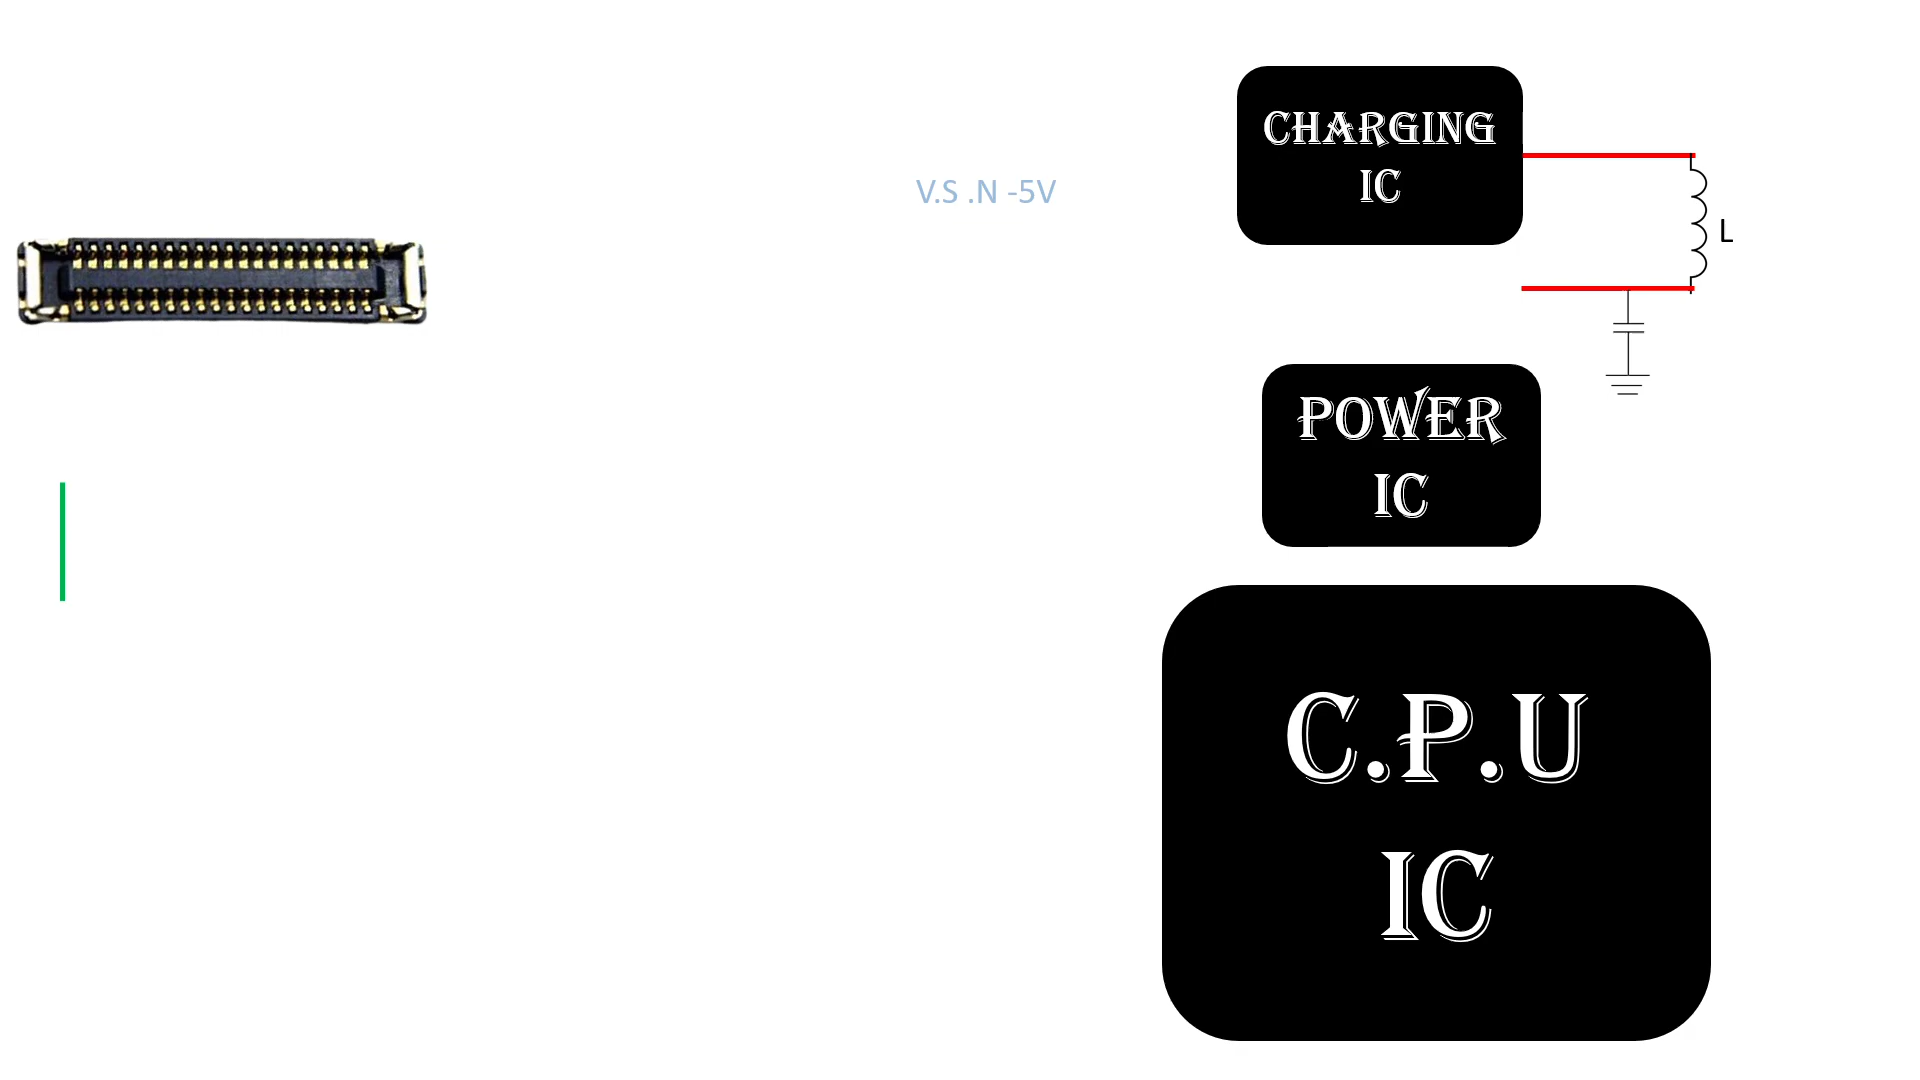 CHARGING
IC
V.S .N -5V
L
POWER
IC
C.P.U
IC